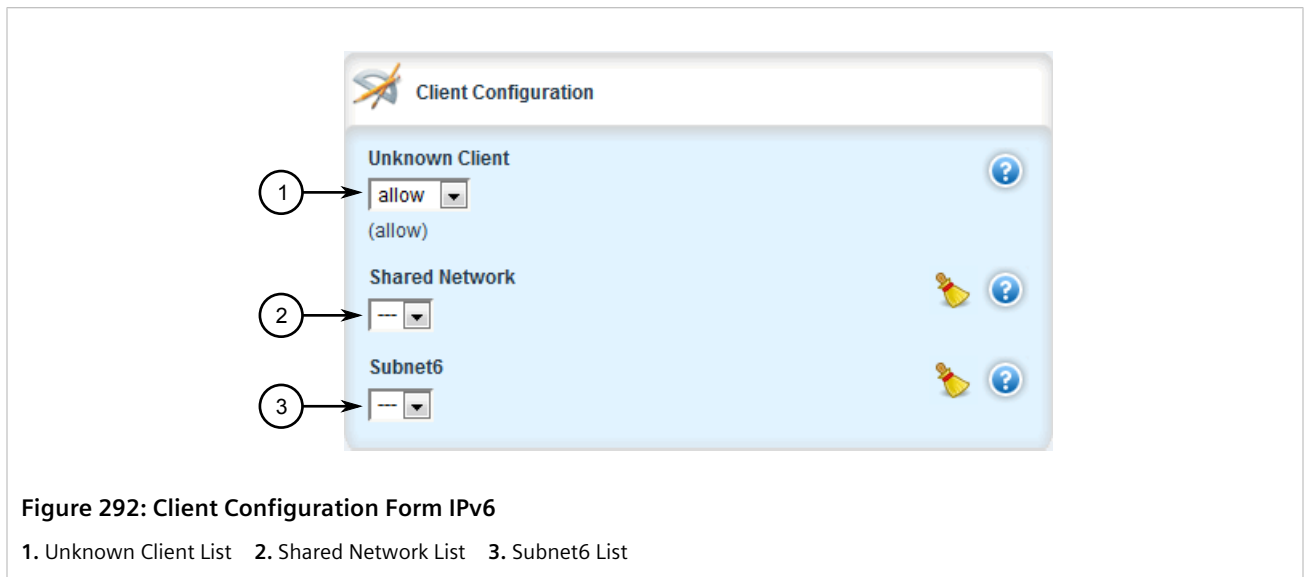 Client Configuration
Unknown Client
1
allow
(allow)
Shared Network
2
---
Subnet6
3
---
Figure 292: Client Configuration Form IPv6
1. Unknown Client List 2. Shared Network List 3. Subnet6 List